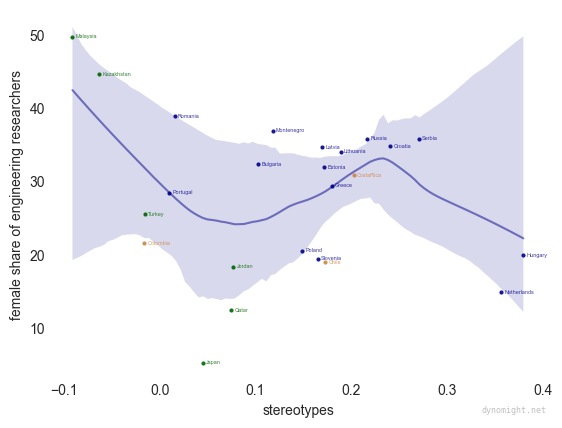 50
Malaysia
Kazakhstan
40
Romania
Montenegro
Russia
Serbia
Latvia
Croatia
Lithuania
Bulgaria
Estonia
CostaRica
30
Greece
Portugal
Turkey
Colombia
20
Poland
Hungary
Slovenia
Chile
Jordan
Netherlands
Qatar
10
Japan
female share of engineering researchers
−0.1
0.0
0.1
0.2
0.3
0.4
stereotypes
dynomight.net